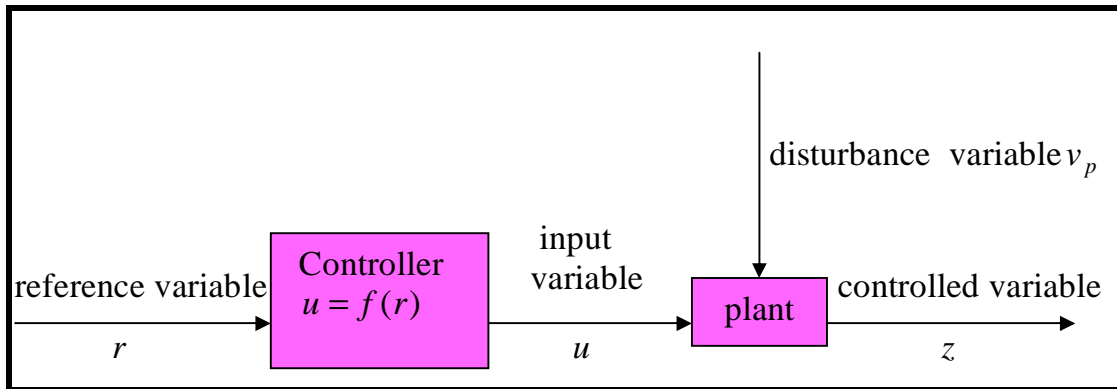 disturbance variable v_p
input
variable
Controller
u = f(r)
reference variable
plant
controlled variable
r
u
z